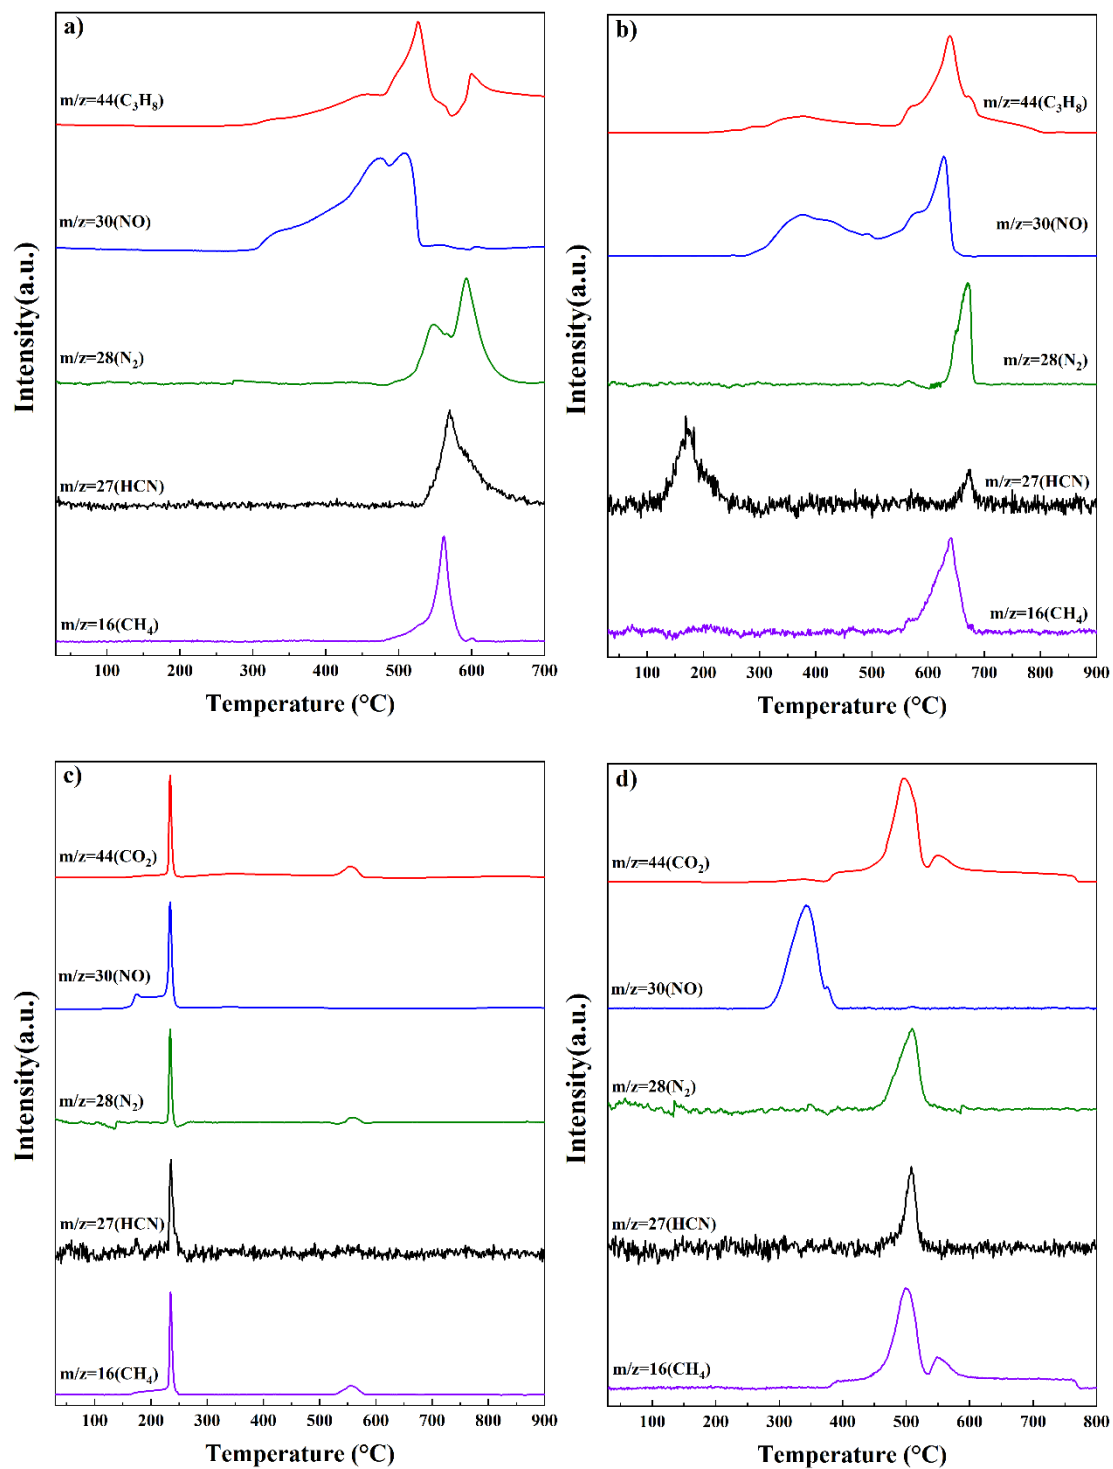 a)
m/z=44(C₃H₈)
m/z=30(NO)
m/z=28(N₂)
m/z=27(HCN)
m/z=16(CH₄)
Intensity(a.u.)
100 200 300 400 500 600 700
Temperature (°C)
b)
m/z=44(C₃H₈)
m/z=30(NO)
m/z=28(N₂)
m/z=27(HCN)
m/z=16(CH₄)
Intensity(a.u.)
100 200 300 400 500 600 700 800 900
Temperature (°C)
c)
m/z=44(CO₂)
m/z=30(NO)
m/z=28(N₂)
m/z=27(HCN)
m/z=16(CH₄)
Intensity(a.u.)
100 200 300 400 500 600 700 800 900
Temperature (°C)
d)
m/z=44(CO₂)
m/z=30(NO)
m/z=28(N₂)
m/z=27(HCN)
m/z=16(CH₄)
Intensity(a.u.)
100 200 300 400 500 600 700 800
Temperature (°C)